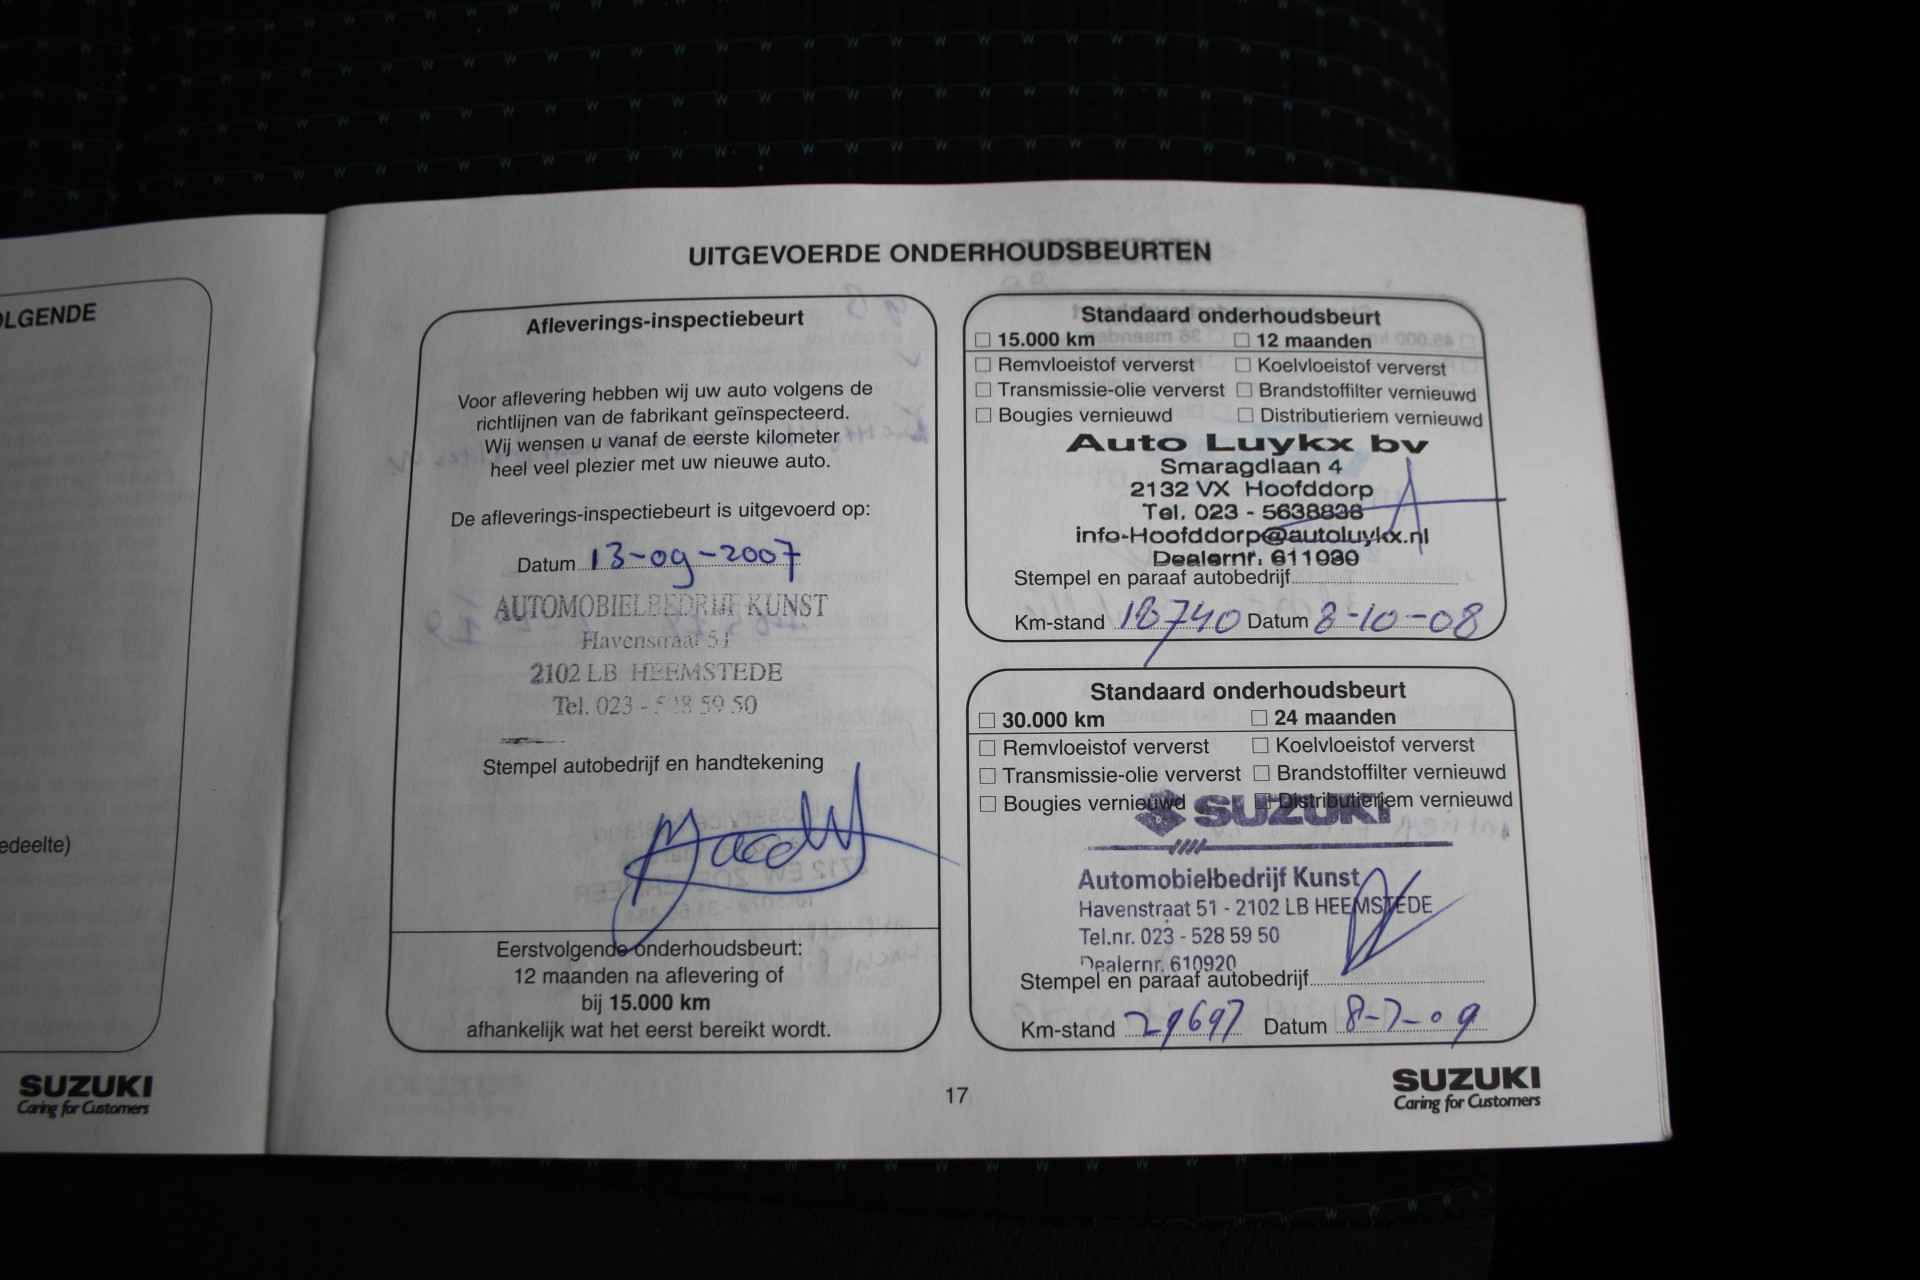 OLGENDE
edeelte)
SUZUKI
Caring for Customers
UITGEVOERDE ONDERHOUDSBEURTEN
Afleverings-inspectiebeurt
Voor aflevering hebben wij uw auto volgens de
richtlijnen van de fabrikant geïnspecteerd.
Wij wensen u vanaf de eerste kilometer
heel veel plezier met uw nieuwe auto.
De afleverings-inspectiebeurt is uitgevoerd op:
Datum 13-09-2007
AUTOMOBIELBEDRIJF KUNST
Havenstraat 51
2102 LB HEEMSTEDE
Tel. 023 - 528 59 50
Stempel autobedrijf en handtekening
Eerstvolgende onderhoudsbeurt:
12 maanden na aflevering of
bij 15.000 km
afhankelijk wat het eerst bereikt wordt.
Standaard onderhoudsbeurt
15.000 km 12 maanden
Remvloeistof ververst Koelvloeistof ververst
Transmissie-olie ververst Brandstoffilter vernieuwd
Bougies vernieuwd Distributieriem vernieuwd
Auto Luykx bv
Smaragdlaan 4
2132 VX Hoofddorp
Tel. 023 - 5638838
info-Hoofddorp@autoluykx.nl
Dealernr. 611030
Stempel en paraaf autobedrijf
Km-stand Datum 8-10-08
Standaard onderhoudsbeurt
30.000 km 24 maanden
Remvloeistof ververst Koelvloeistof ververst
Transmissie-olie ververst Brandstoffilter vernieuwd
Bougies vernieuwd Distributieriem vernieuwd
SUZUKI
Automobielbedrijf Kunst
Havenstraat 51 - 2102 LB HEEMSTEDE
Tel.nr. 023 - 528 59 50
Dealernr. 610920
Stempel en paraaf autobedrijf
Km-stand 29697 Datum 8-7-09
17
SUZUKI
Caring for Customers